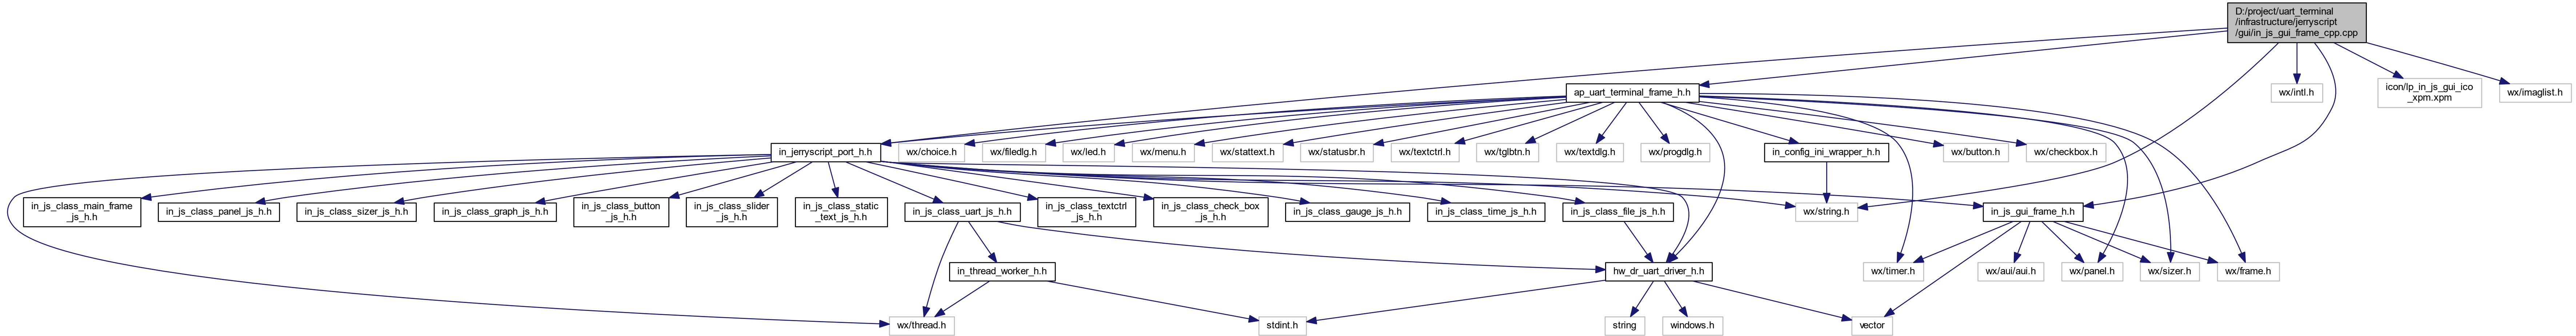 D:/project/uart_terminal
/infrastructure/jerryscript
/gui/in_js_gui_frame_cpp.cpp
ap_uart_terminal_frame_h.h
wx/intl.h
icon/lp_in_js_gui_ico
_xpm.xpm
wx/imaglist.h
in_jerryscript_port_h.h
wx/choice.h
wx/filedlg.h
wx/led.h
wx/menu.h
wx/stattext.h
wx/statusbr.h
wx/textctrl.h
wx/tglbtn.h
wx/textdlg.h
wx/progdlg.h
in_config_ini_wrapper_h.h
wx/button.h
wx/checkbox.h
in_js_class_main_frame
_js_h.h
in_js_class_panel_js_h.h
in_js_class_sizer_js_h.h
in_js_class_graph_js_h.h
in_js_class_button
_js_h.h
in_js_class_slider
_js_h.h
in_js_class_static
_text_js_h.h
in_js_class_uart_js_h.h
in_js_class_textctrl
_js_h.h
in_js_class_check_box
_js_h.h
in_js_class_gauge_js_h.h
in_js_class_time_js_h.h
in_js_class_file_js_h.h
wx/string.h
in_js_gui_frame_h.h
in_thread_worker_h.h
hw_dr_uart_driver_h.h
wx/timer.h
wx/aui/aui.h
wx/panel.h
wx/sizer.h
wx/frame.h
wx/thread.h
stdint.h
string
windows.h
vector